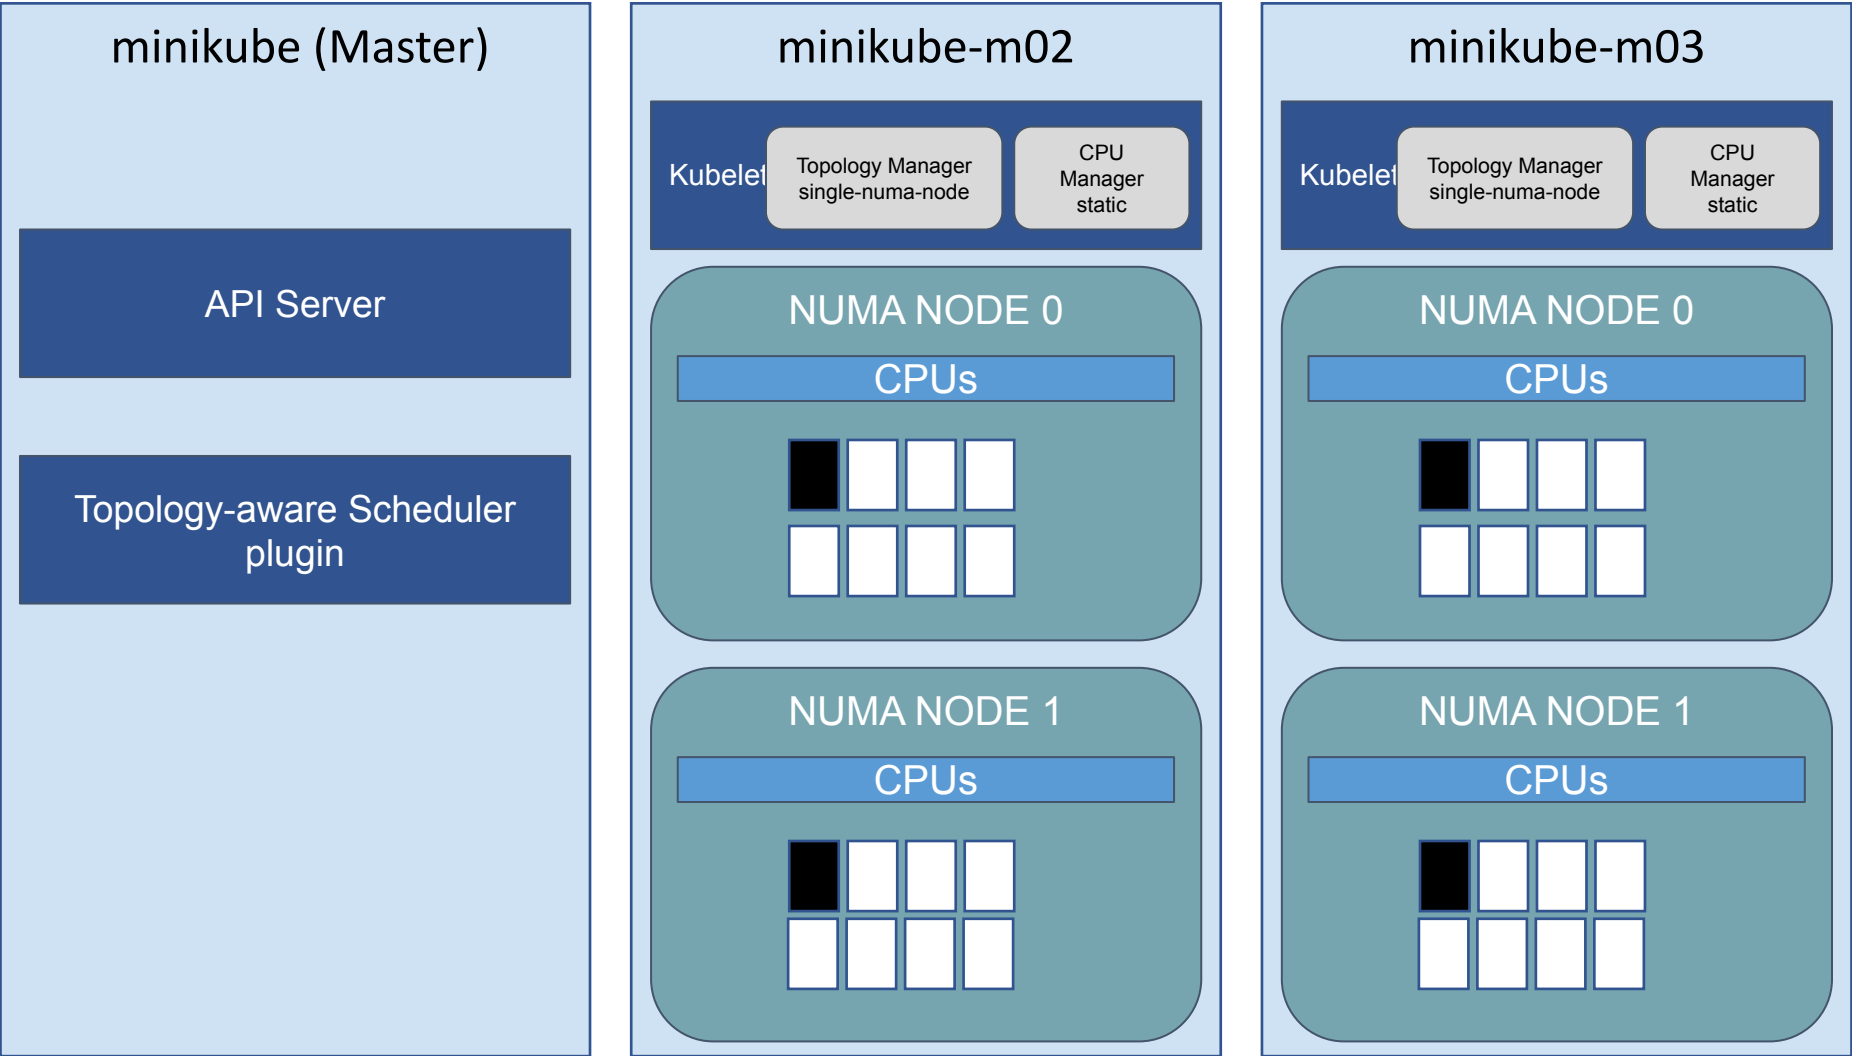 minikube (Master)
API Server
Topology-aware Scheduler
plugin
minikube-m02
Kubelet
Topology Manager
single-numa-node
CPU
Manager
static
NUMA NODE 0
CPUs
NUMA NODE 1
CPUs
minikube-m03
Kubelet
Topology Manager
single-numa-node
CPU
Manager
static
NUMA NODE 0
CPUs
NUMA NODE 1
CPUs